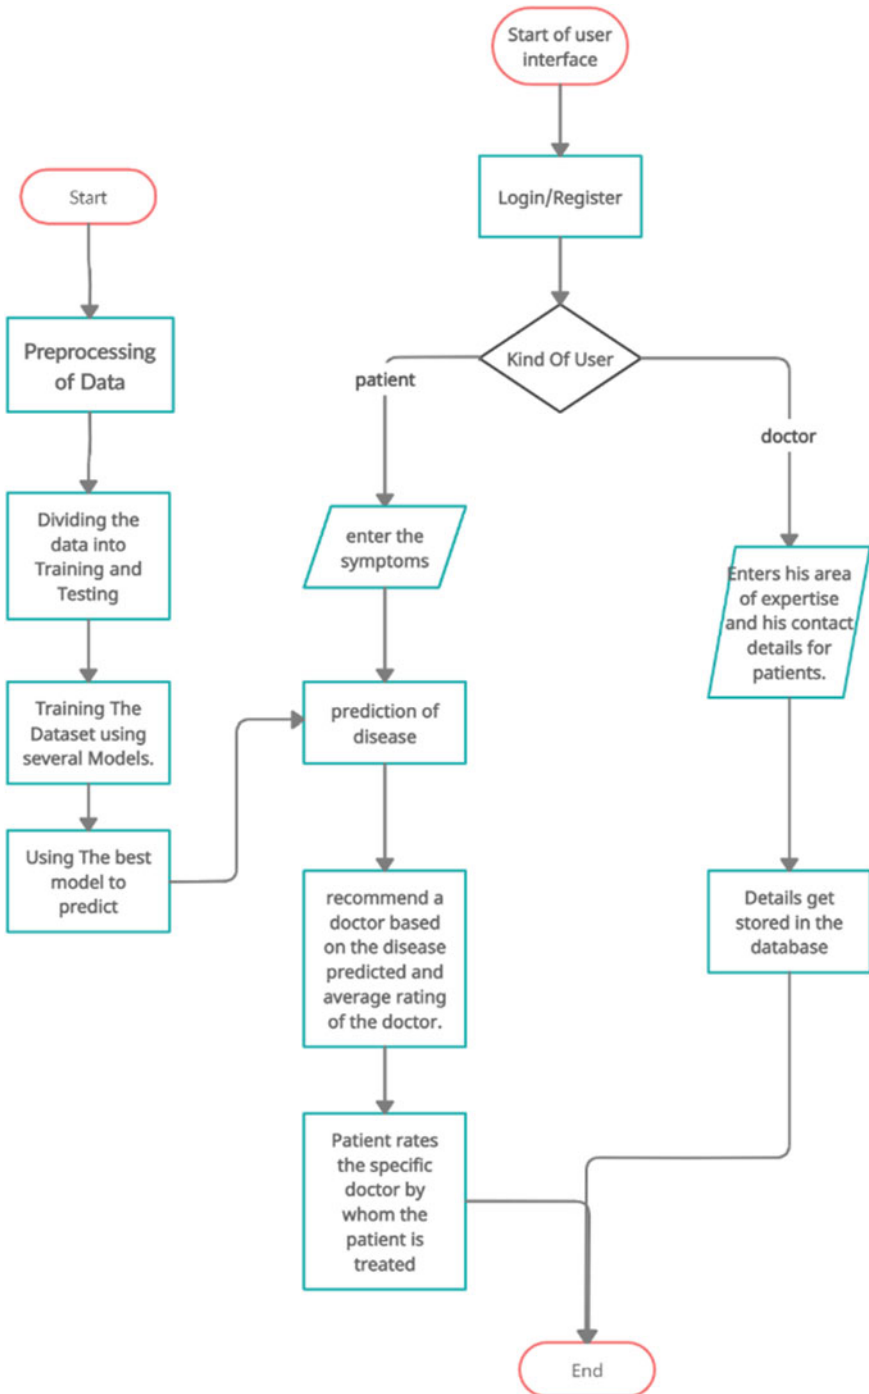 Start of user
interface
Login/Register
Kind Of User
patient
doctor
enter the
symptoms
Enters his area
of expertise
and his contact
details for
patients.
Start
Preprocessing
of Data
Dividing the
data into
Training and
Testing
Training The
Dataset using
several Models.
Using The best
model to
predict
prediction of
disease
recommend a
doctor based
on the disease
predicted and
average rating
of the doctor.
Details get
stored in the
database
Patient rates
the specific
doctor by
whom the
patient is
treated
End